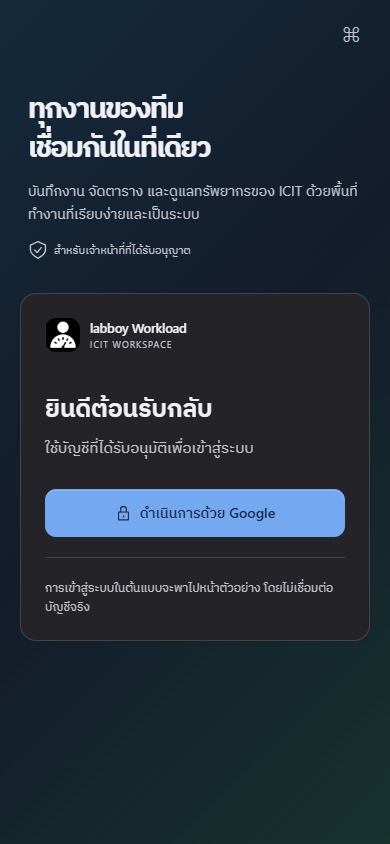 ⌘
ทุกงานของทีม
เชื่อมกันในที่เดียว
บันทึกงาน จัดตาราง และดูแลทรัพยากรของ ICIT ด้วยพื้นที่
ทำงานที่เรียบง่ายและเป็นระบบ
สำหรับเจ้าหน้าที่ที่ได้รับอนุญาต
labboy Workload
ICIT WORKSPACE
ยินดีต้อนรับกลับ
ใช้บัญชีที่ได้รับอนุมัติเพื่อเข้าสู่ระบบ
ดำเนินการด้วย Google
การเข้าสู่ระบบในต้นแบบจะพาไปหน้าตัวอย่าง โดยไม่เชื่อมต่อ
บัญชีจริง